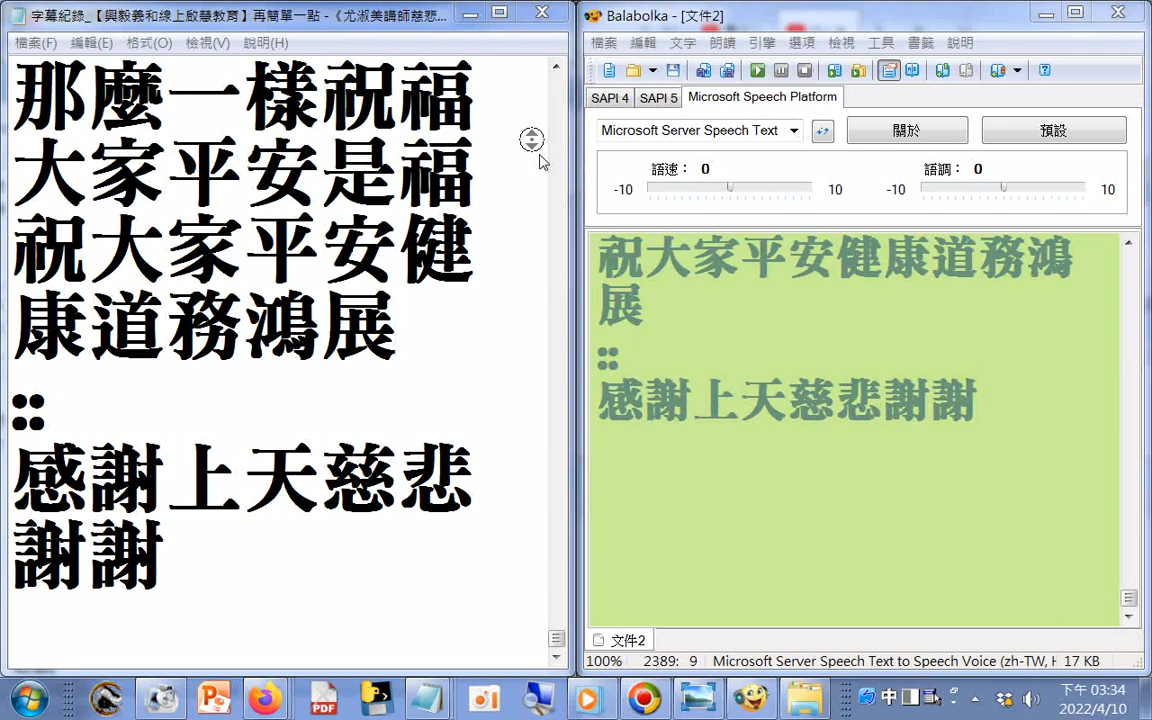 字幕紀錄_【興毅義和線上啟慧教育】再簡單一點 -《尤淑美講師慈悲...
檔案(F) 編輯(E) 格式(O) 檢視(V) 說明(H)
那麼一樣祝福
大家平安是福
祝大家平安健
康道務鴻展
::
感謝上天慈悲
謝謝
Balabolka - [文件2]
檔案 編輯 文字 朗讀 引擎 選項 檢視 工具 書籤 說明
SAPI 4 SAPI 5 Microsoft Speech Platform
Microsoft Server Speech Text 關於 預設
語速： 0 語調： 0
-10 10 -10 10
祝大家平安健康道務鴻
展
::
感謝上天慈悲謝謝
文件2
100% 2389: 9 Microsoft Server Speech Text to Speech Voice (zh-TW, H 17 KB
PDF 中 下午 03:34
2022/4/10